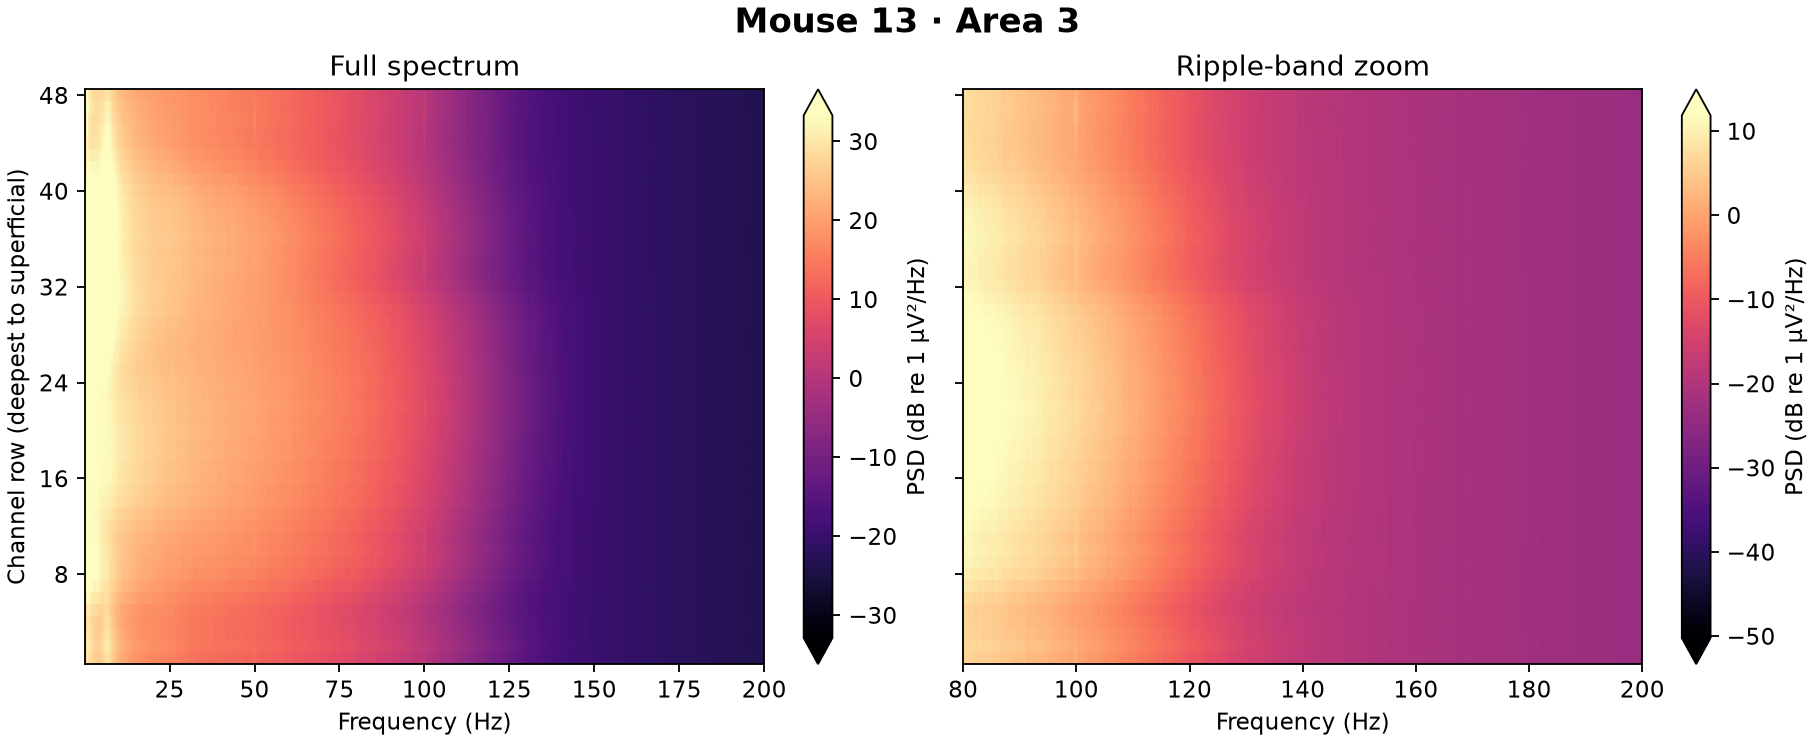 Mouse 13 · Area 3
Full spectrum
Channel row (deepest to superficial)
48
40
32
24
16
8
25 50 75 100 125 150 175 200
Frequency (Hz)
30
20
10
0
−10
−20
−30
PSD (dB re 1 µV²/Hz)
Ripple-band zoom
80 100 120 140 160 180 200
Frequency (Hz)
10
0
−10
−20
−30
−40
−50
PSD (dB re 1 µV²/Hz)